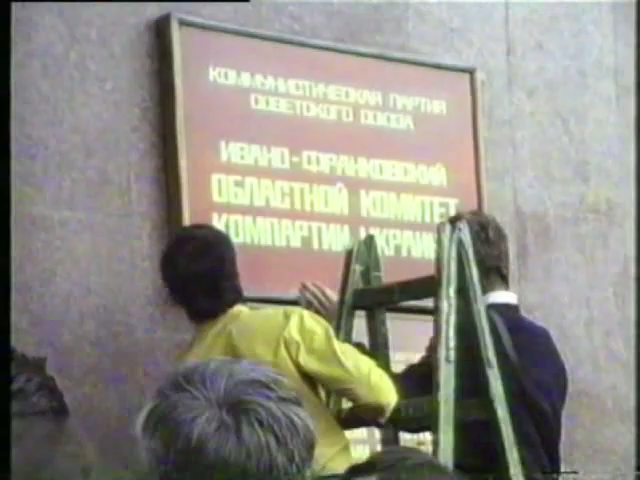 КОММУНИСТИЧЕСКАЯ ПАРТИЯ
СОВЕТСКОГО СОЮЗА
ИВАНО-ФРАНКОВСКИЙ
ОБЛАСТНОЙ КОМИТЕТ
КОМПАРТИИ